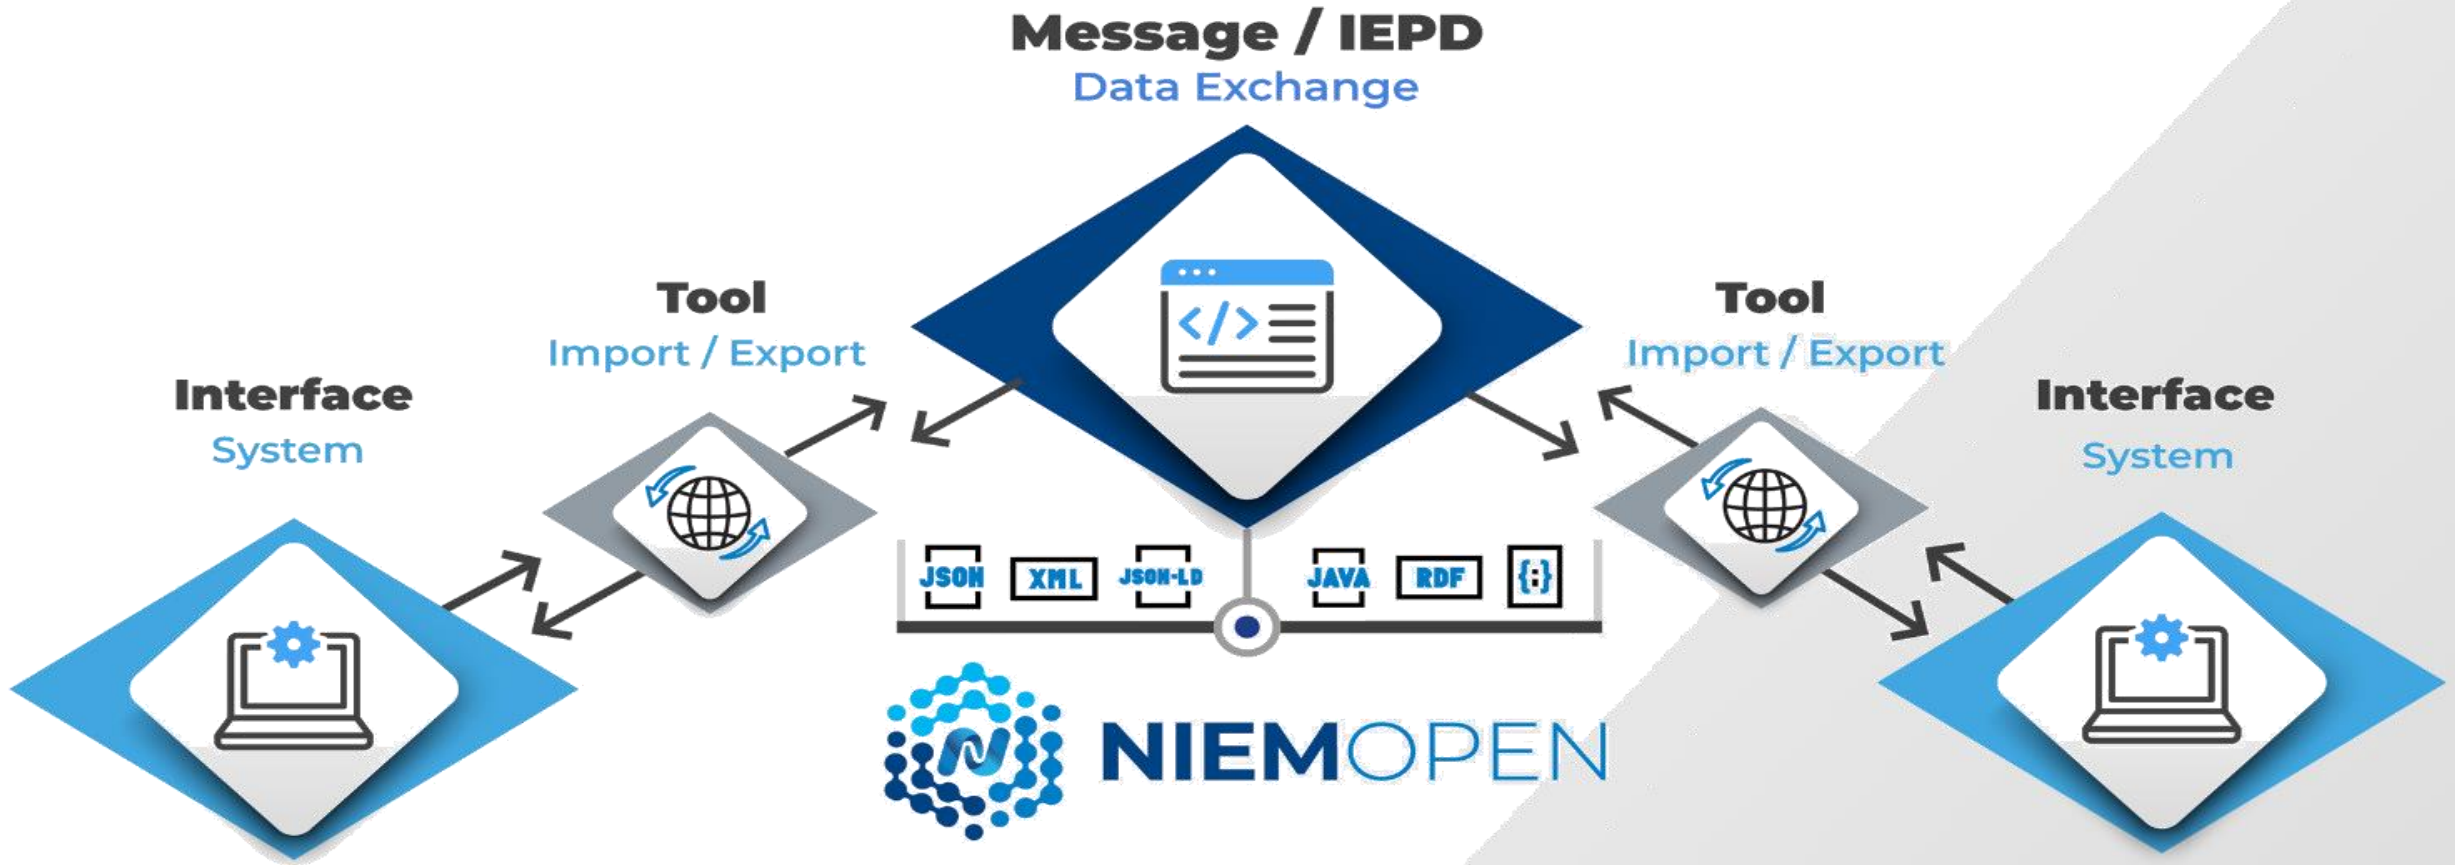 Message / IEPD
Data Exchange
Tool
Import / Export
Tool
Import / Export
Interface
System
Interface
System
</>
JSON XML JSON-LD JAVA RDF {:}
N NIEMOPEN